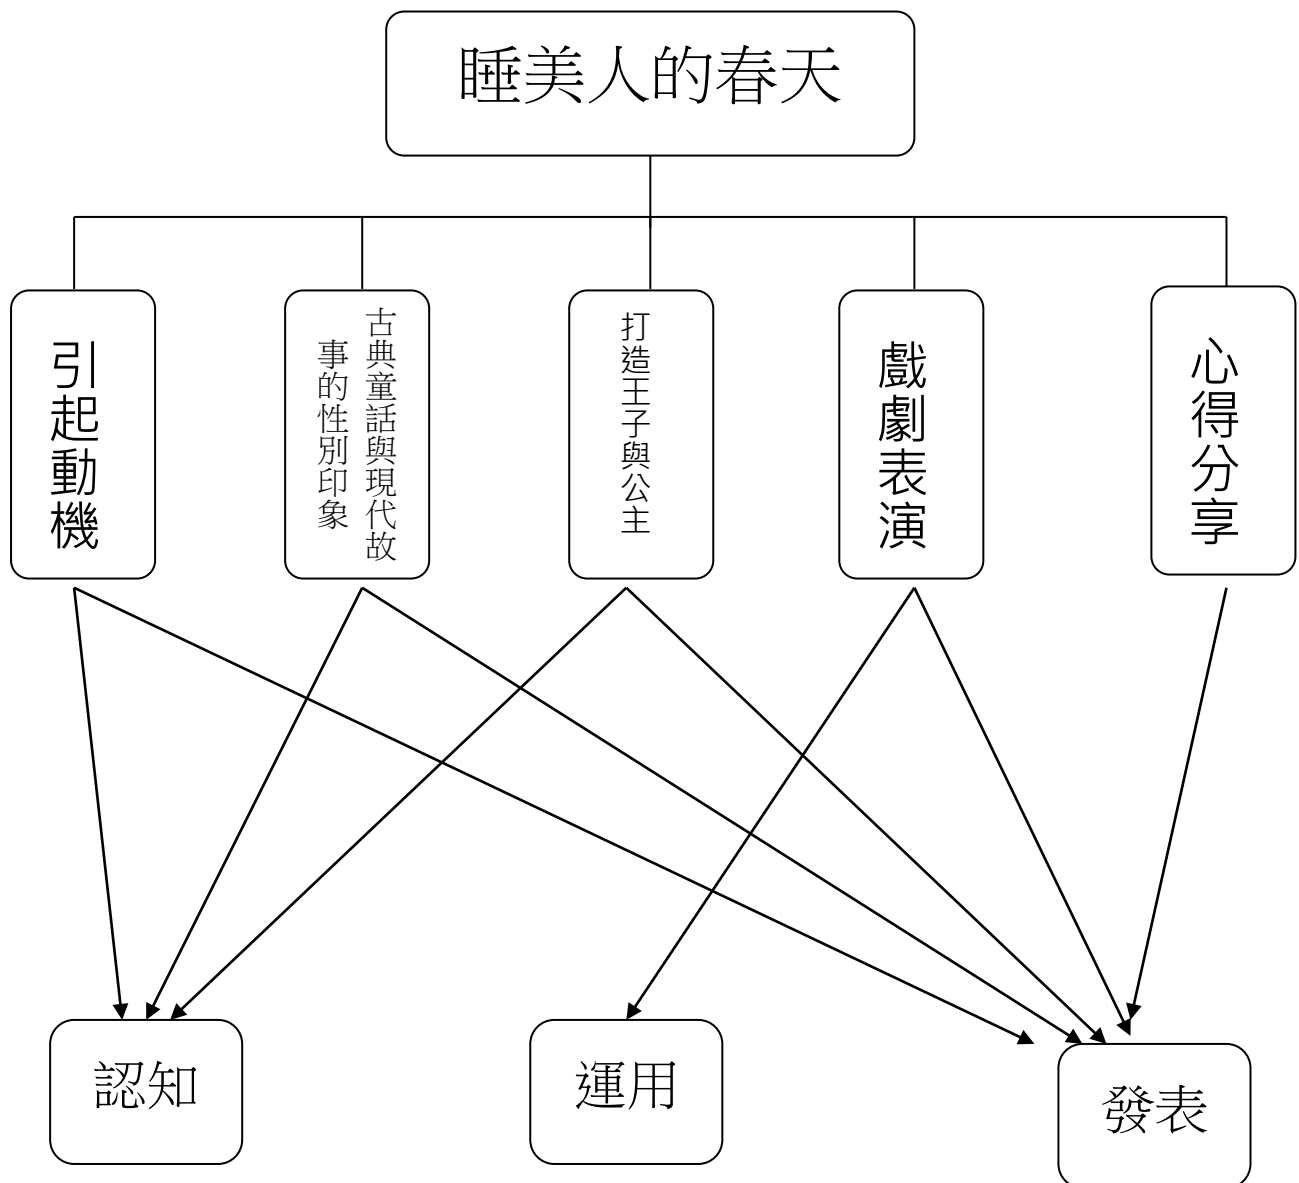 睡美人的春天
引起動機
古典童話與現代故
事的性別印象
打造王子與公主
戲劇表演
心得分享
認知
運用
發表